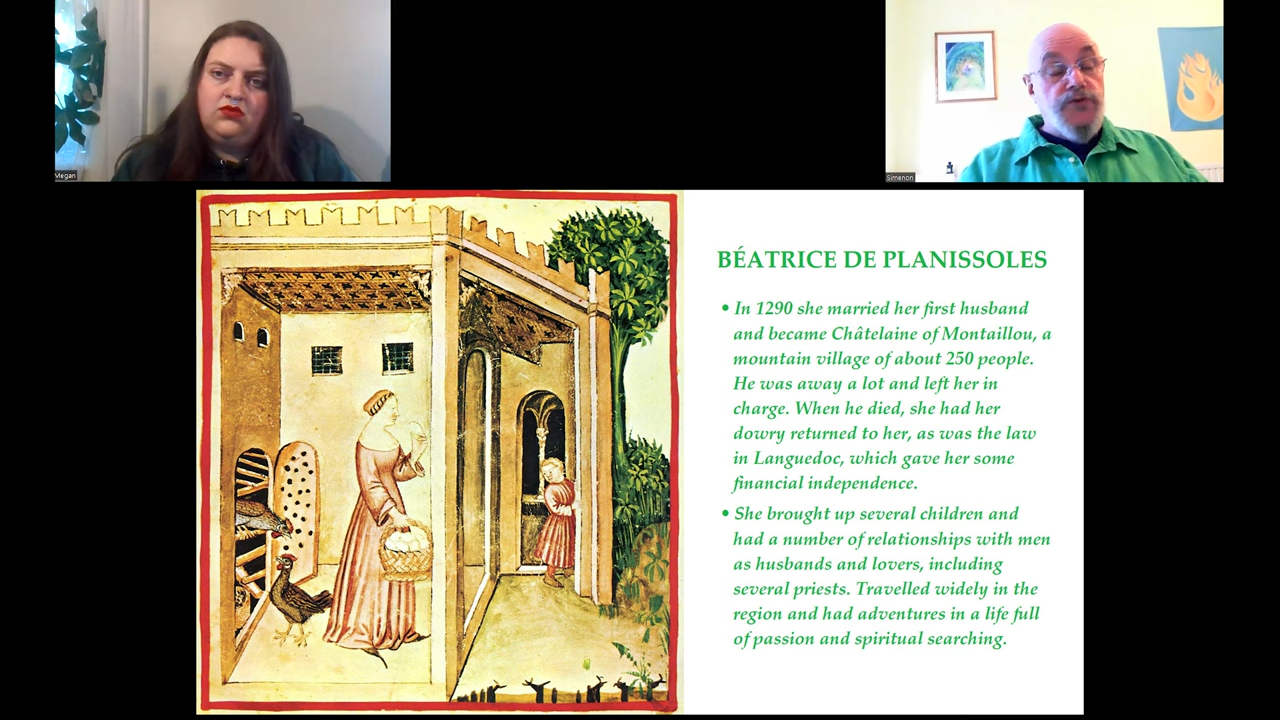 Megan
Simenon
BÉATRICE DE PLANISSOLES
• In 1290 she married her first husband
and became Châtelaine of Montaillou, a
mountain village of about 250 people.
He was away a lot and left her in
charge. When he died, she had her
dowry returned to her, as was the law
in Languedoc, which gave her some
financial independence.
• She brought up several children and
had a number of relationships with men
as husbands and lovers, including
several priests. Travelled widely in the
region and had adventures in a life full
of passion and spiritual searching.